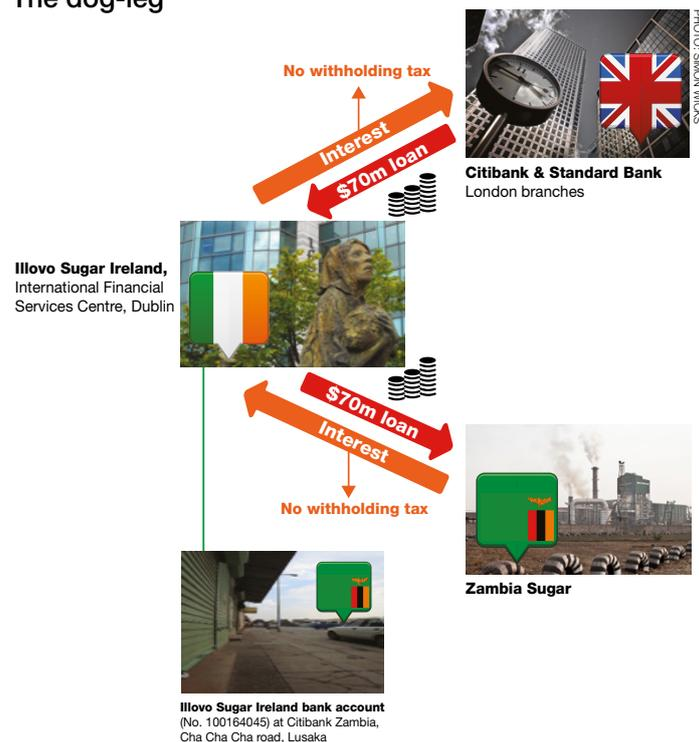 The dog-leg
PHOTO: SIMON WICKS
No withholding tax
Interest
$70m loan
Citibank & Standard Bank
London branches
Illovo Sugar Ireland,
International Financial
Services Centre, Dublin
$70m loan
Interest
No withholding tax
Zambia Sugar
Illovo Sugar Ireland bank account
(No. 100164045) at Citibank Zambia,
Cha Cha Cha road, Lusaka